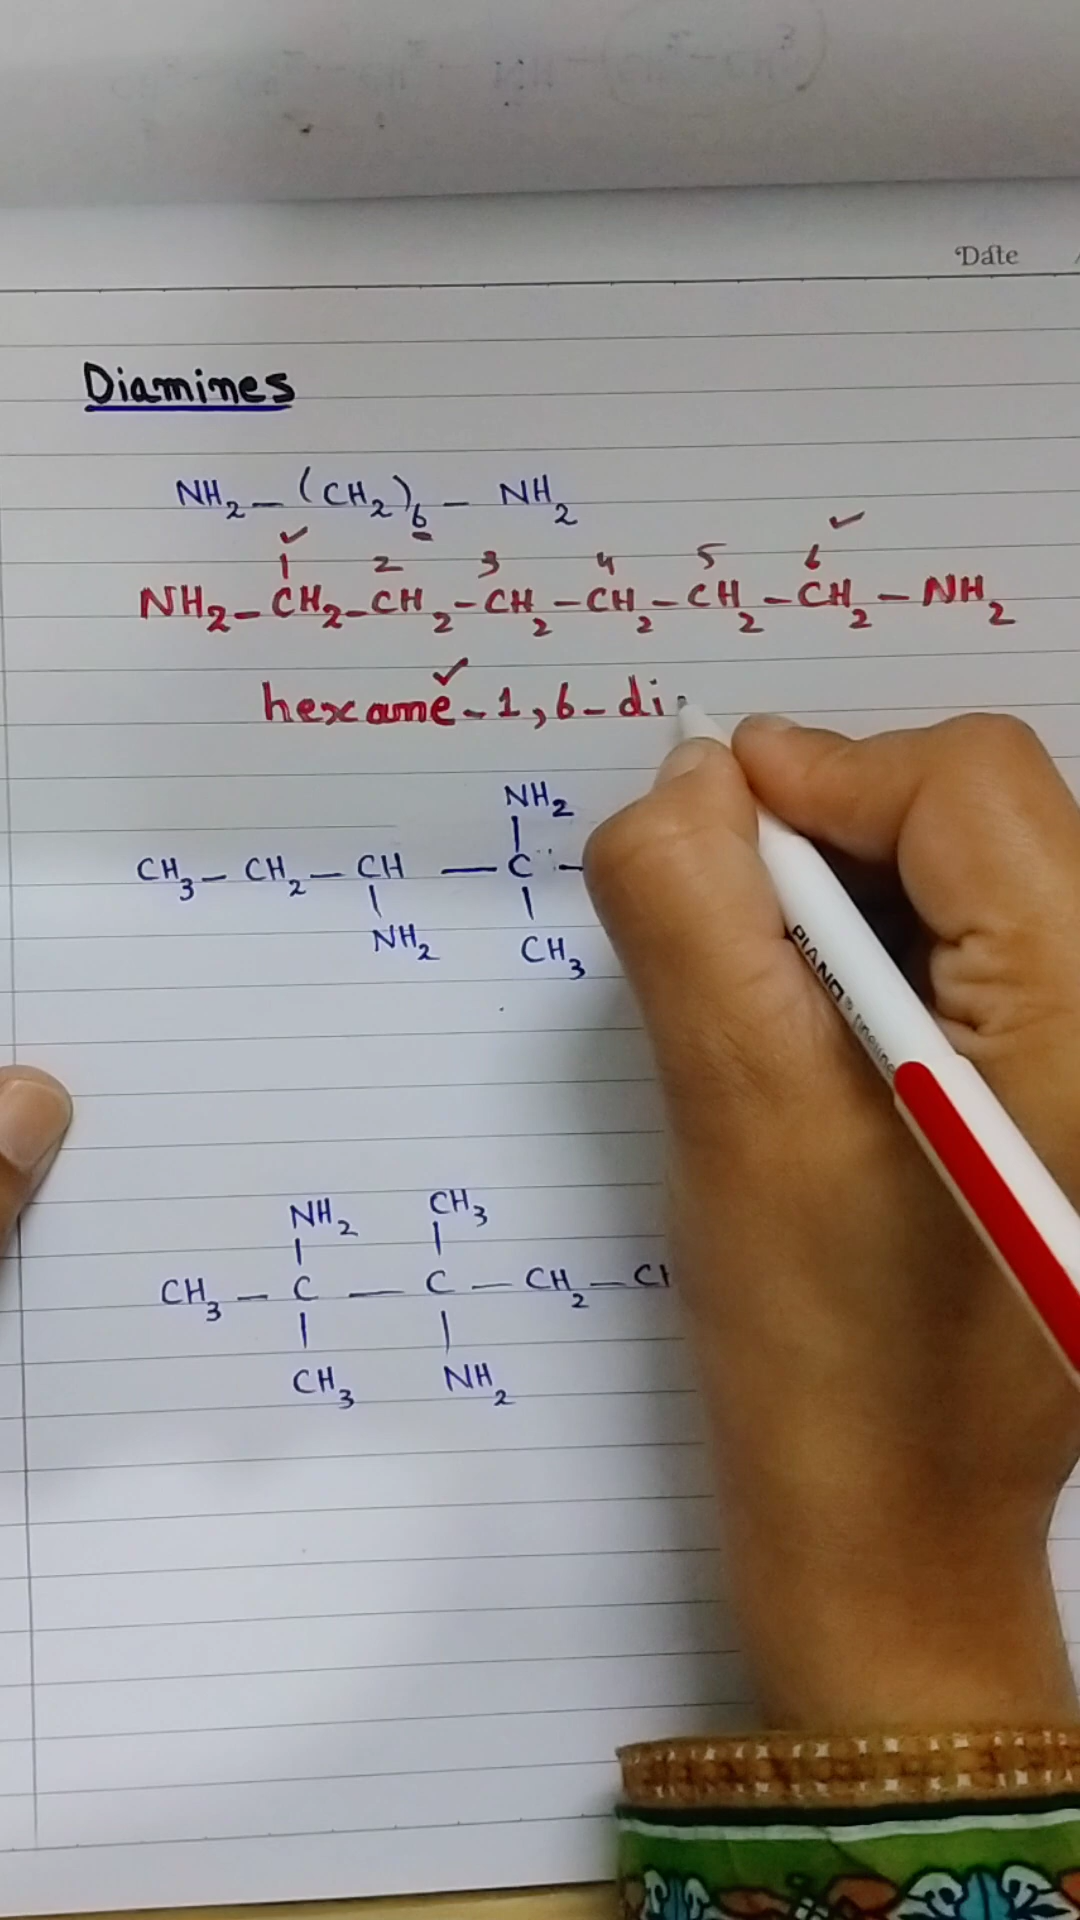 Date
Diamines
NH2 – (CH2)6 – NH2
1 2 3 4 5 6
NH2 – CH2 – CH2 – CH2 – CH2 – CH2 – CH2 – NH2
hexane – 1, 6 – di
NH2
CH3 – CH2 – CH — C –
NH2 CH3
PIANO® fineline
NH2 CH3
CH3 – C — C – CH2 –
CH3 NH2